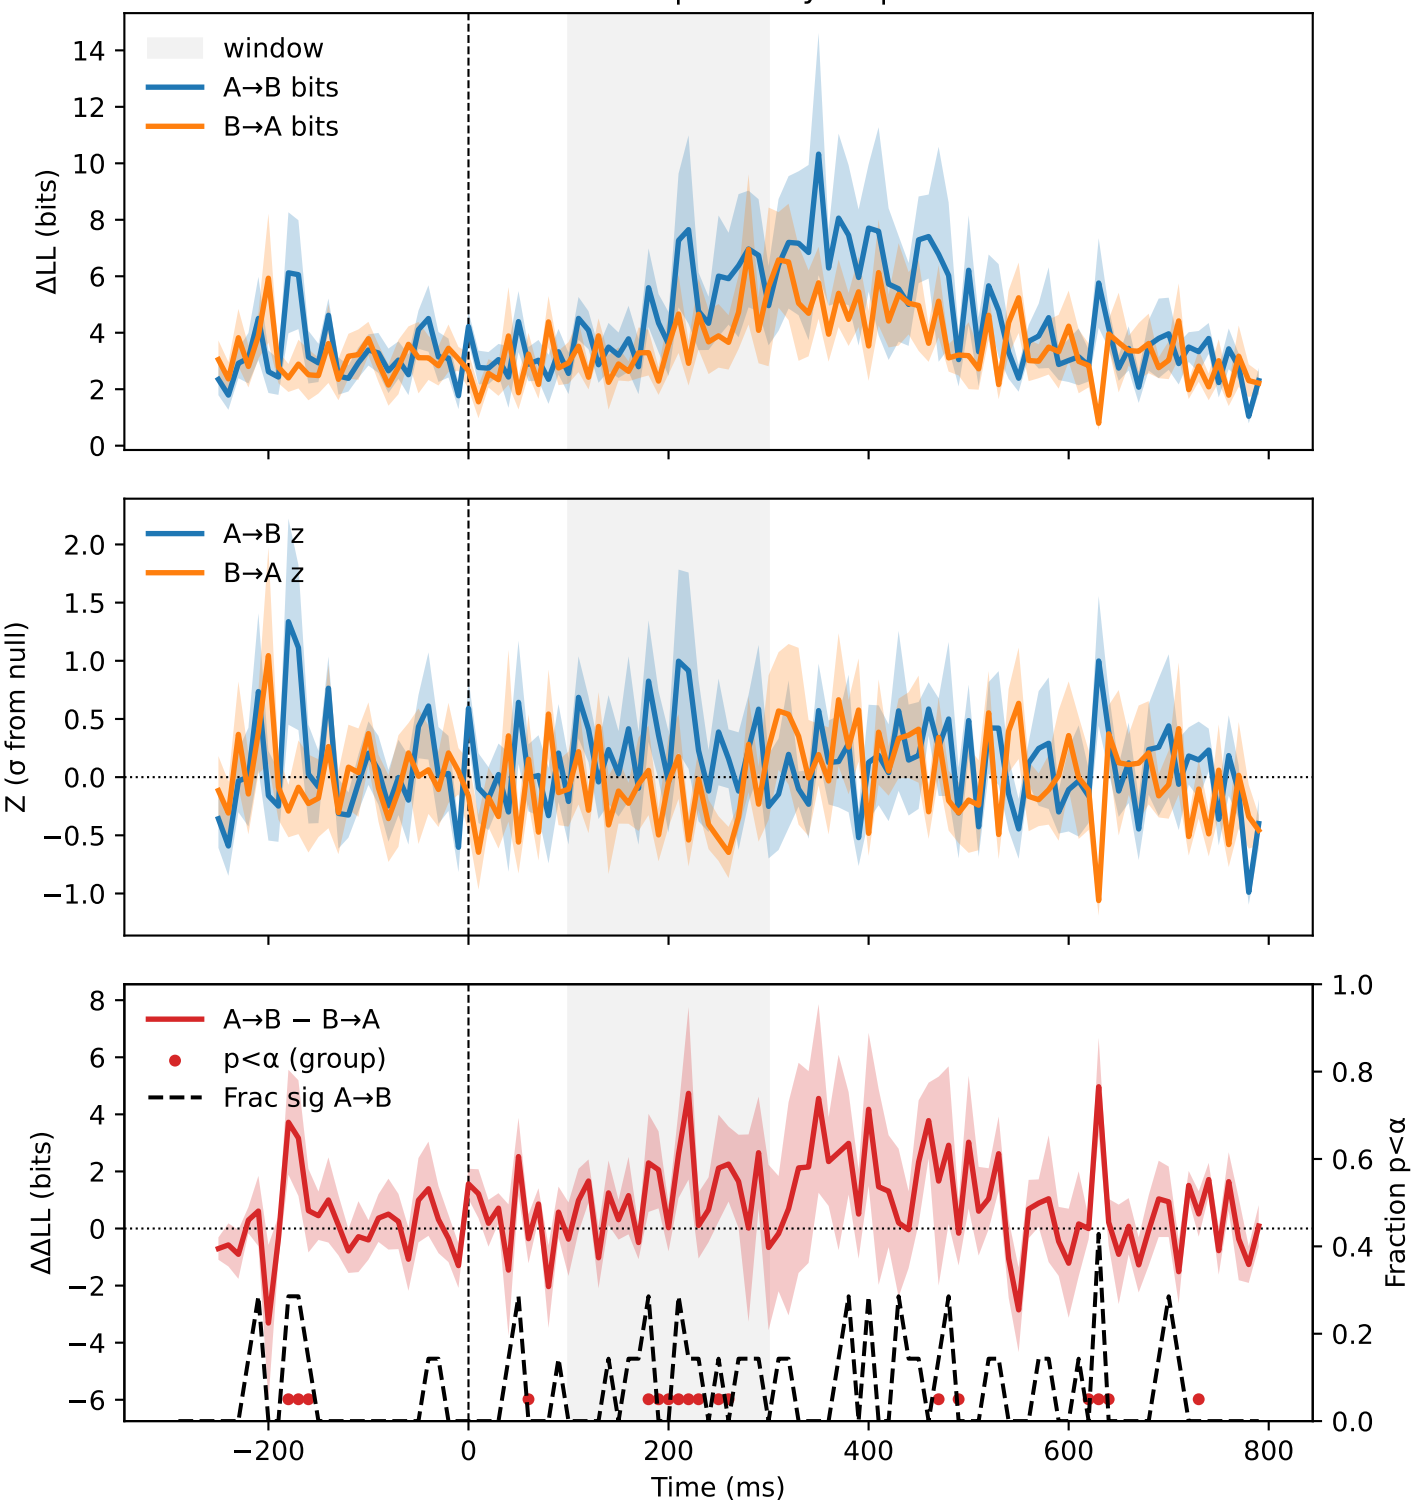 14
12
10
8
6
4
2
0
ΔLL (bits)
window
A→B bits
B→A bits
2.0
1.5
1.0
0.5
0.0
−0.5
−1.0
Z (σ from null)
A→B z
B→A z
8
6
4
2
0
−2
−4
−6
ΔΔLL (bits)
A→B − B→A
p<α (group)
Frac sig A→B
1.0
0.8
0.6
0.4
0.2
0.0
Fraction p<α
−200 0 200 400 600 800
Time (ms)